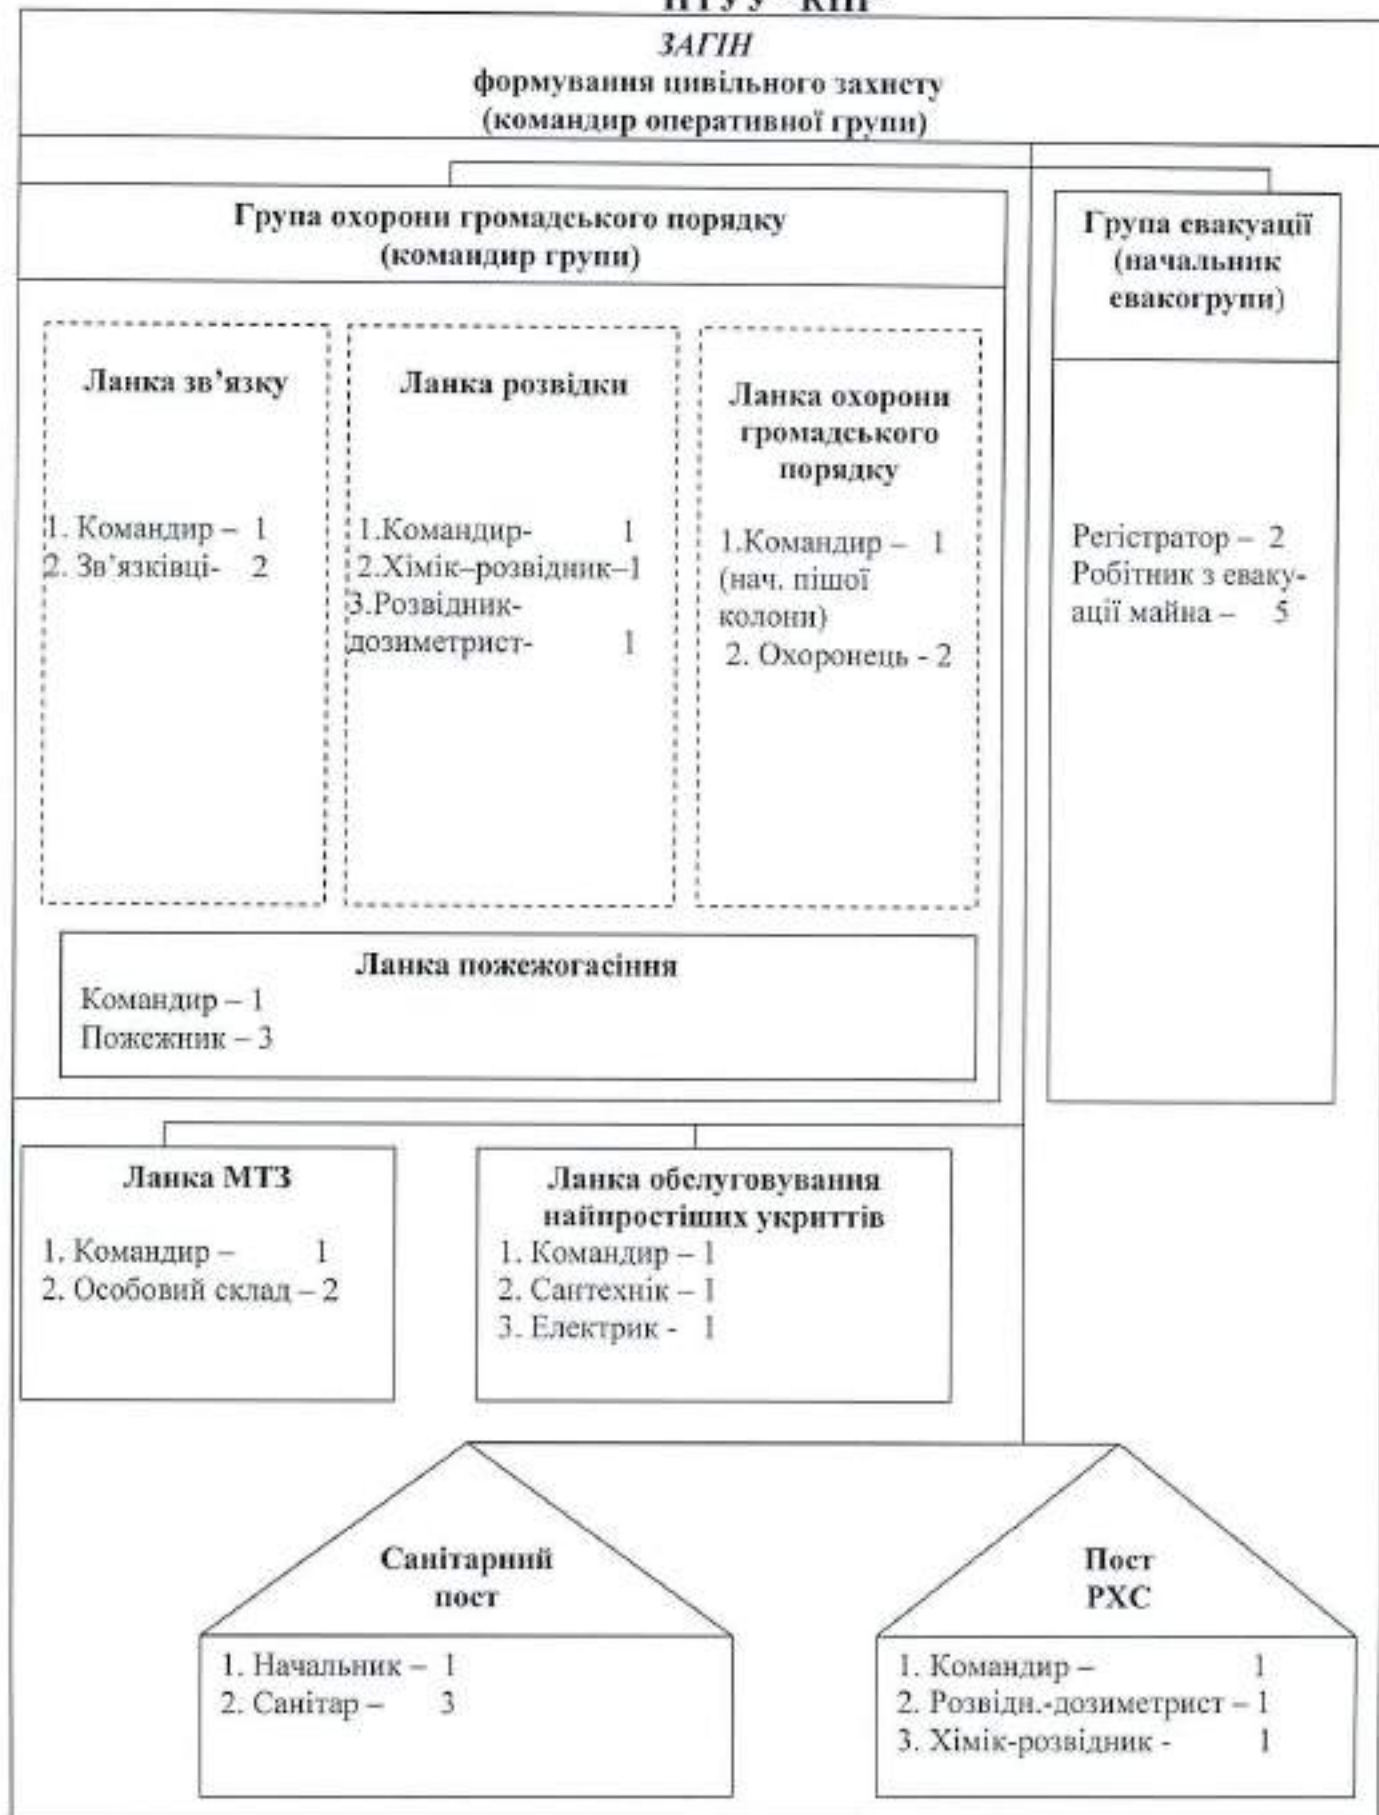 ЗАГІН
формування цивільного захисту
(командир оперативної групи)
Група охорони громадського порядку
(командир групи)
Група евакуації
(начальник
евакогрупи)
Ланка зв’язку
1. Командир – 1
2. Зв’язківці- 2
Ланка розвідки
1.Командир- 1
2.Хімік–розвідник–1
3.Розвідник-
дозиметрист- 1
Ланка охорони
громадського
порядку
1.Командир – 1
(нач. пішої
колони)
2. Охоронець - 2
Регістратор – 2
Робітник з еваку-
ації майна – 5
Ланка пожежогасіння
Командир – 1
Пожежник – 3
Ланка МТЗ
1. Командир – 1
2. Особовий склад – 2
Ланка обслуговування
найпростіших укриттів
1. Командир – 1
2. Сантехнік – 1
3. Електрик - 1
Санітарний
пост
1. Начальник – 1
2. Санітар – 3
Пост
РХС
1. Командир – 1
2. Розвідн.-дозиметрист – 1
3. Хімік-розвідник - 1